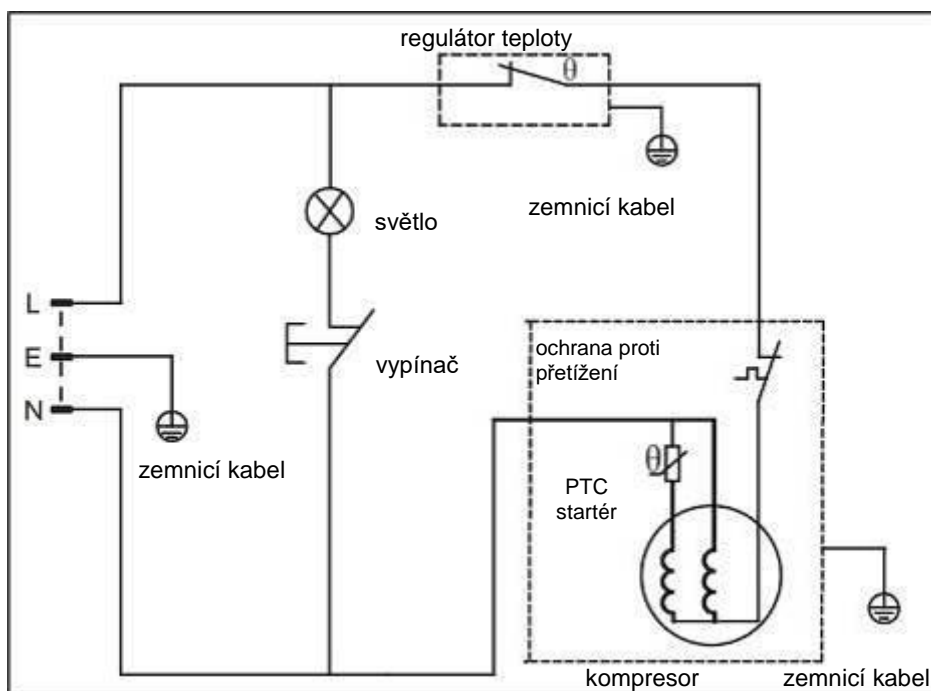 regulátor teploty
θ
zemnicí kabel
světlo
L
E
N
vypínač
zemnicí kabel
ochrana proti
přetížení
θ
PTC
startér
kompresor
zemnicí kabel